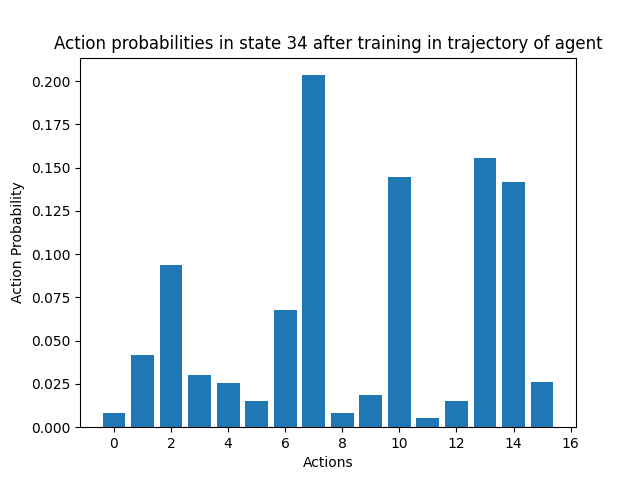 Action probabilities in state 34 after training in trajectory of agent
0.200
0.175
0.150
0.125
0.100
0.075
0.050
0.025
0.000
Action Probability
0 2 4 6 8 10 12 14 16
Actions